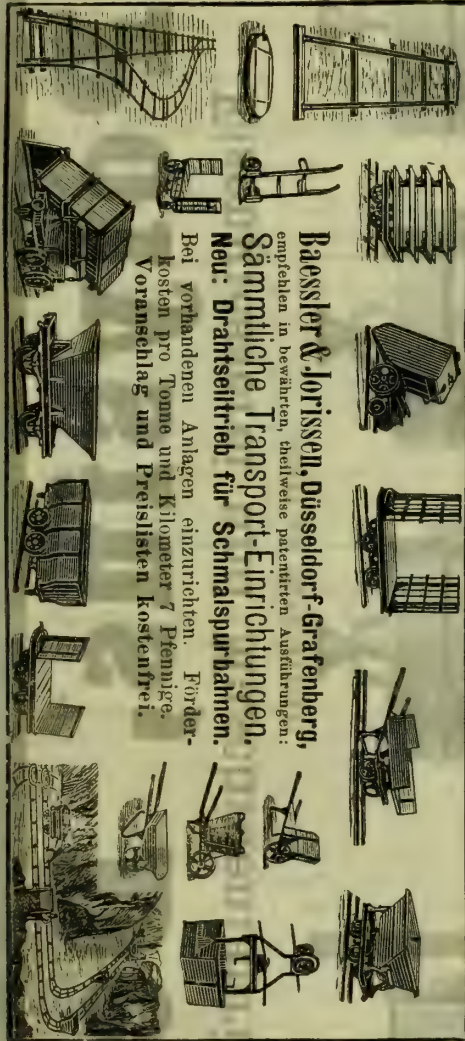 Baessler & Jorissen, Düsseldorf-Grafenberg,
empfehlen in bewährten, theilweise patentirten Ausführungen:
Sämmtliche Transport-Einrichtungen.
Neu: Drahtseiltrieb für Schmalspurbahnen.
Bei vorhandenen Anlagen einzurichten. Förder-
kosten pro Tonne und Kilometer 7 Pfennige.
Voranschlag und Preislisten kostenfrei.